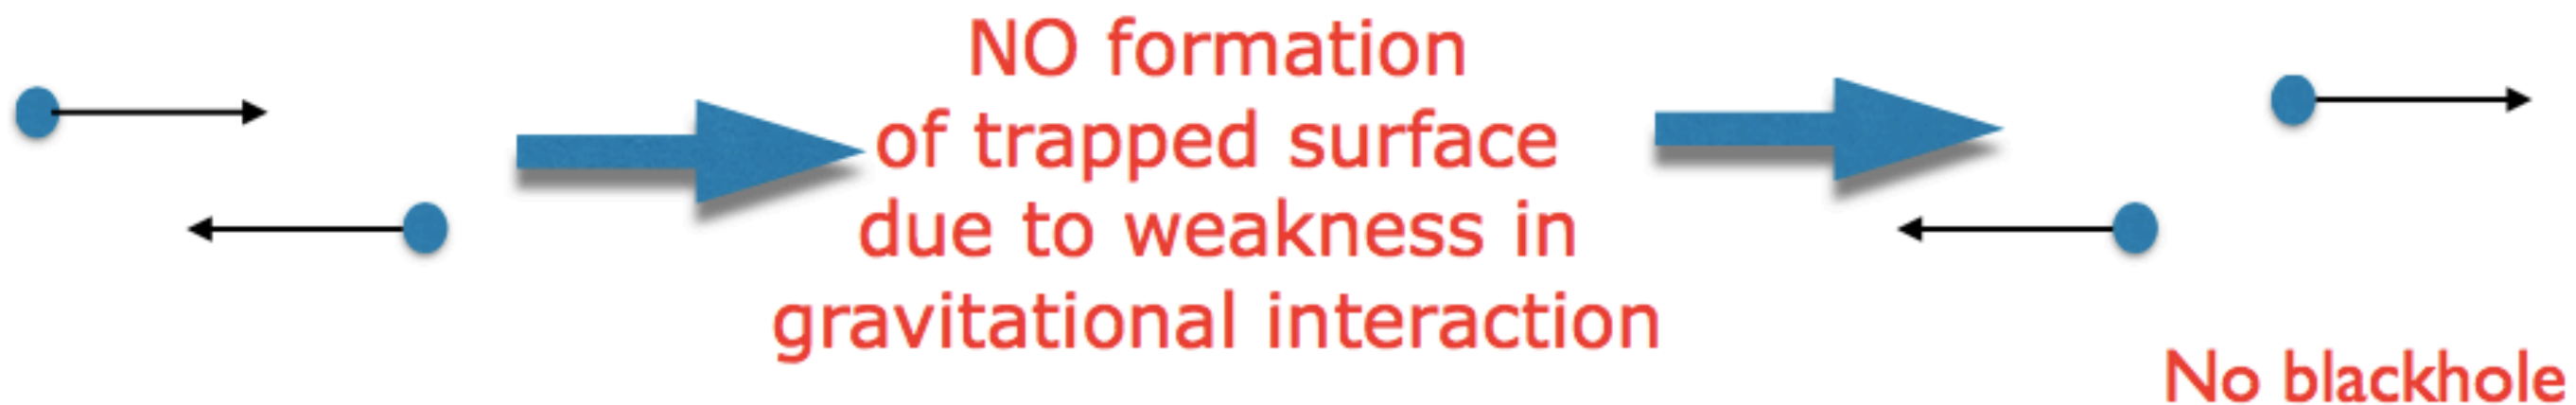 NO formation
of trapped surface
due to weakness in
gravitational interaction
No blackhole